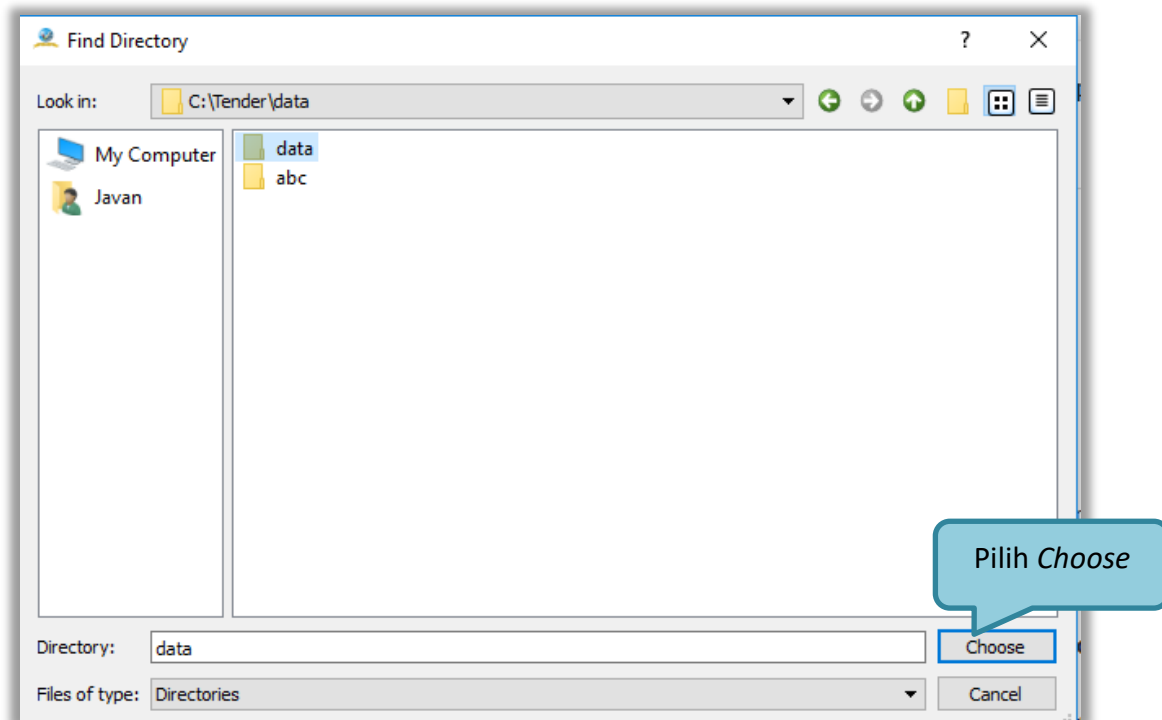 Find Directory
?
Look in:
C:\Tender\data
My Computer
Javan
data
abc
Pilih Choose
Directory:
data
Choose
Files of type:
Directories
Cancel